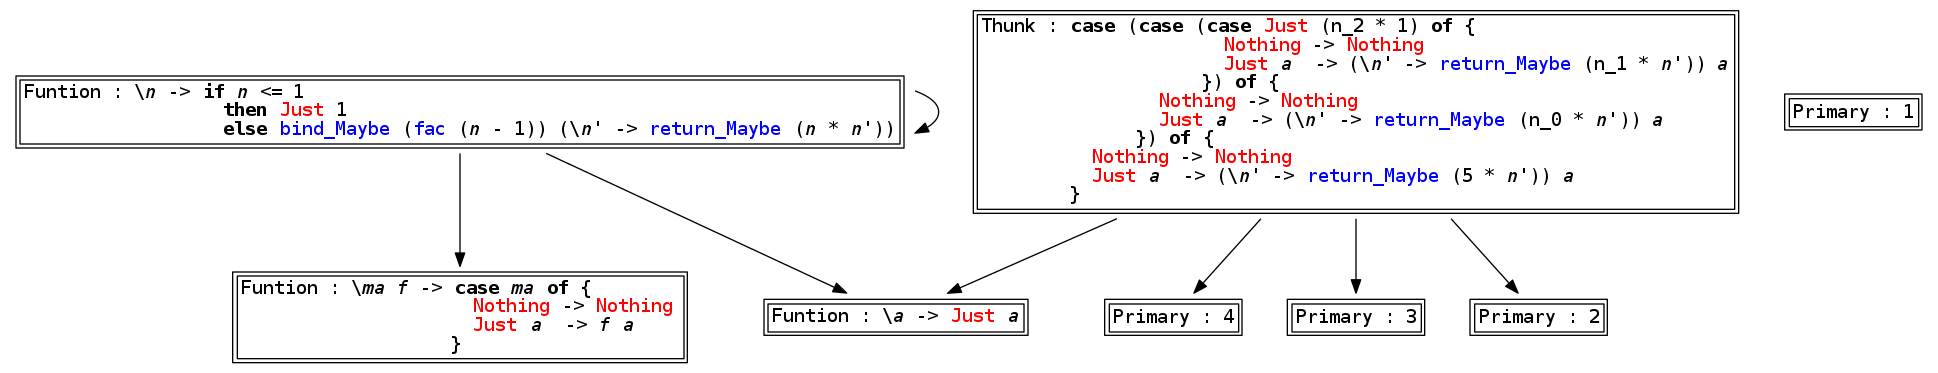 Funtion : \n -> if n <= 1
then Just 1
else bind_Maybe (fac (n - 1)) (\n' -> return_Maybe (n * n'))
Thunk : case (case (case Just (n_2 * 1) of {
Nothing -> Nothing
Just a  -> (\n' -> return_Maybe (n_1 * n')) a
}) of {
Nothing -> Nothing
Just a  -> (\n' -> return_Maybe (n_0 * n')) a
}) of {
Nothing -> Nothing
Just a  -> (\n' -> return_Maybe (5 * n')) a
}
Primary : 1
Funtion : \ma f -> case ma of {
Nothing -> Nothing
Just a  -> f a
}
Funtion : \a -> Just a
Primary : 4
Primary : 3
Primary : 2